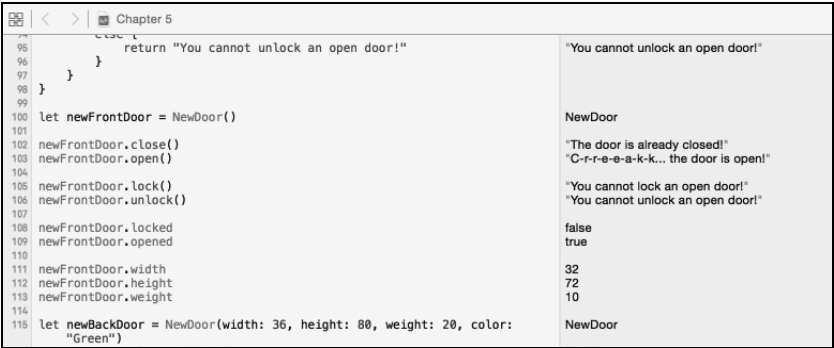 Chapter 5
94 else {
95 return "You cannot unlock an open door!" "You cannot unlock an open door!"
96 }
97 }
98 }
99
100 let newFrontDoor = NewDoor() NewDoor
101
102 newFrontDoor.close() "The door is already closed!"
103 newFrontDoor.open() "C-r-r-e-e-a-k-k... the door is open!"
104
105 newFrontDoor.lock() "You cannot lock an open door!"
106 newFrontDoor.unlock() "You cannot unlock an open door!"
107
108 newFrontDoor.locked false
109 newFrontDoor.opened true
110
111 newFrontDoor.width 32
112 newFrontDoor.height 72
113 newFrontDoor.weight 10
114
115 let newBackDoor = NewDoor(width: 36, height: 80, weight: 20, color: NewDoor
"Green")